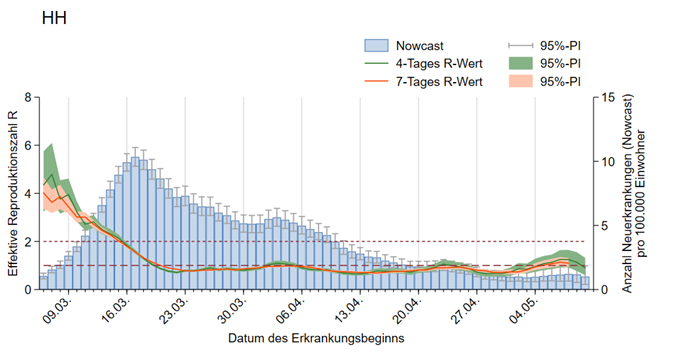 HH
Nowcast 95%-PI
4-Tages R-Wert 95%-PI
7-Tages R-Wert 95%-PI
8
6
4
2
0
Effektive Reproduktionszahl R
15
10
5
0
Anzahl Neuerkrankungen (Nowcast)
pro 100.000 Einwohner
09.03. 16.03. 23.03. 30.03. 06.04. 13.04. 20.04. 27.04. 04.05.
Datum des Erkrankungsbeginns